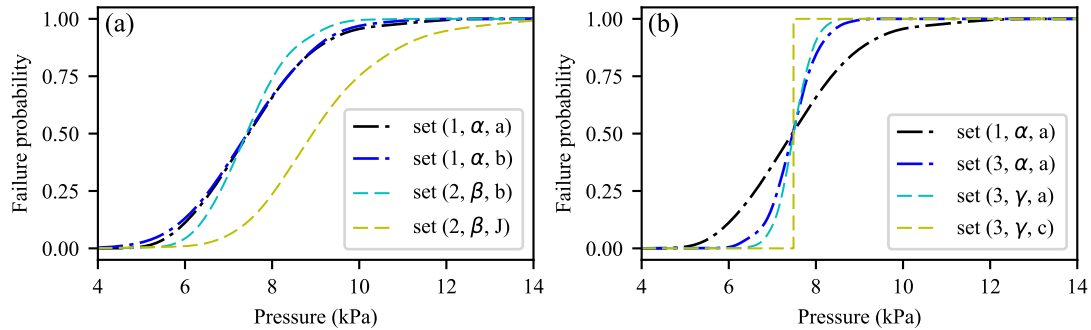 (a)
Failure probability
1.00
0.75
0.50
0.25
0.00
set (1, α, a)
set (1, α, b)
set (2, β, b)
set (2, β, J)
4 6 8 10 12 14
Pressure (kPa)
(b)
Failure probability
1.00
0.75
0.50
0.25
0.00
set (1, α, a)
set (3, α, a)
set (3, γ, a)
set (3, γ, c)
4 6 8 10 12 14
Pressure (kPa)